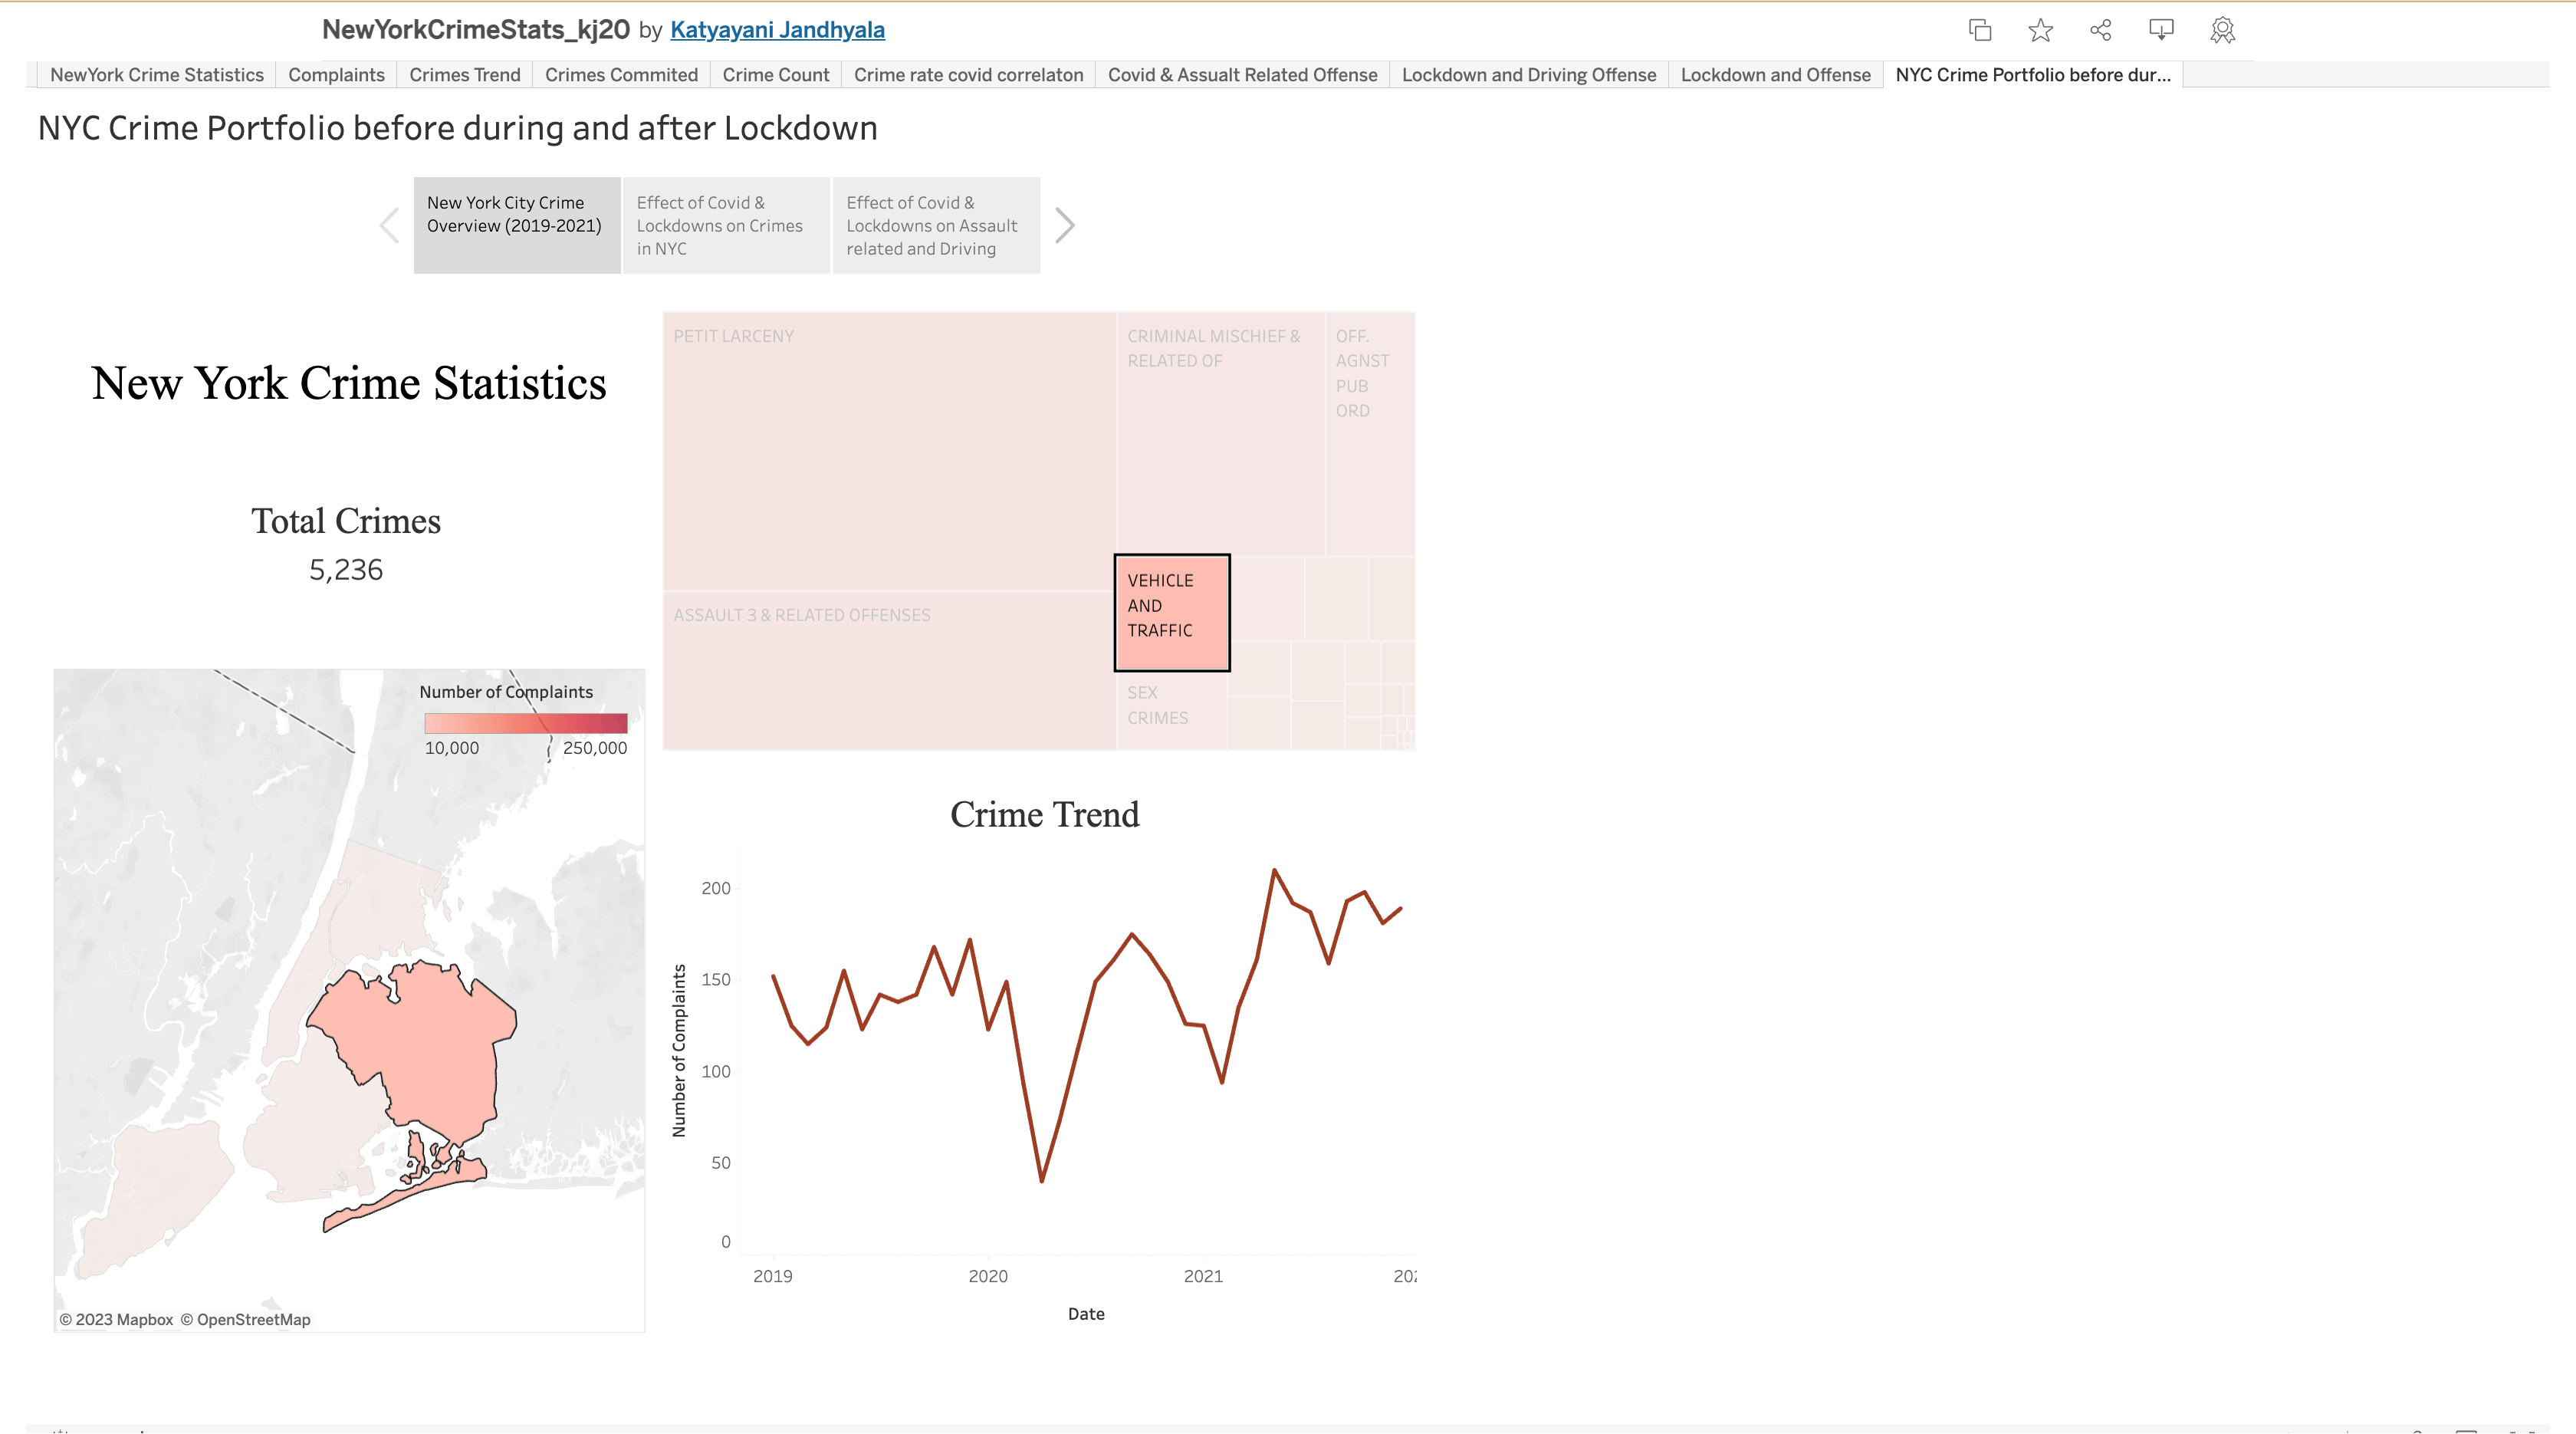 NewYorkCrimeStats_kj20 by Katyayani Jandhyala
NewYork Crime Statistics
Complaints
Crimes Trend
Crimes Commited
Crime Count
Crime rate covid correlaton
Covid & Assualt Related Offense
Lockdown and Driving Offense
Lockdown and Offense
NYC Crime Portfolio before dur...
NYC Crime Portfolio before during and after Lockdown
New York City Crime
Overview (2019-2021)
Effect of Covid &
Lockdowns on Crimes
in NYC
Effect of Covid &
Lockdowns on Assault
related and Driving
New York Crime Statistics
Total Crimes
5,236
PETIT LARCENY
CRIMINAL MISCHIEF &
RELATED OF
OFF.
AGNST
PUB
ORD
ASSAULT 3 & RELATED OFFENSES
VEHICLE
AND
TRAFFIC
SEX
CRIMES
Number of Complaints
10,000
250,000
© 2023 Mapbox © OpenStreetMap
Crime Trend
Number of Complaints
200
150
100
50
0
2019
2020
2021
Date